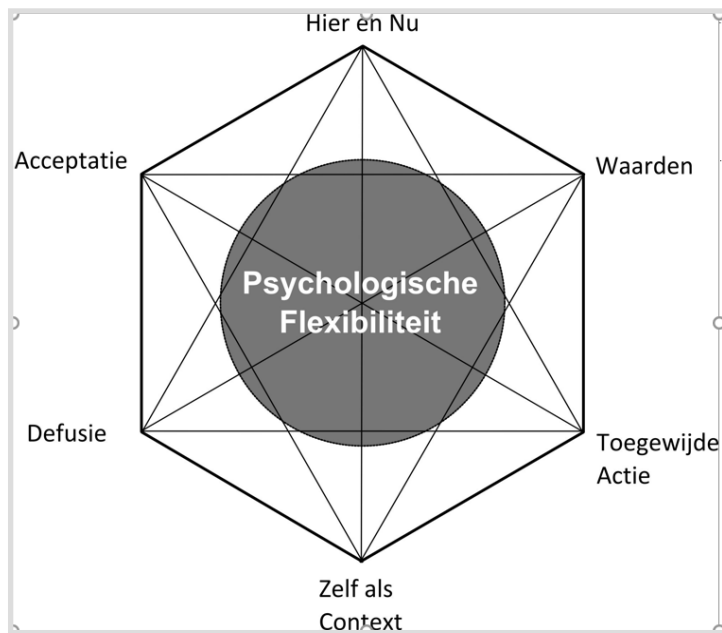 Hier en Nu
Acceptatie
Waarden
Psychologische
Flexibiliteit
Defusie
Toegewijde
Actie
Zelf als
Context